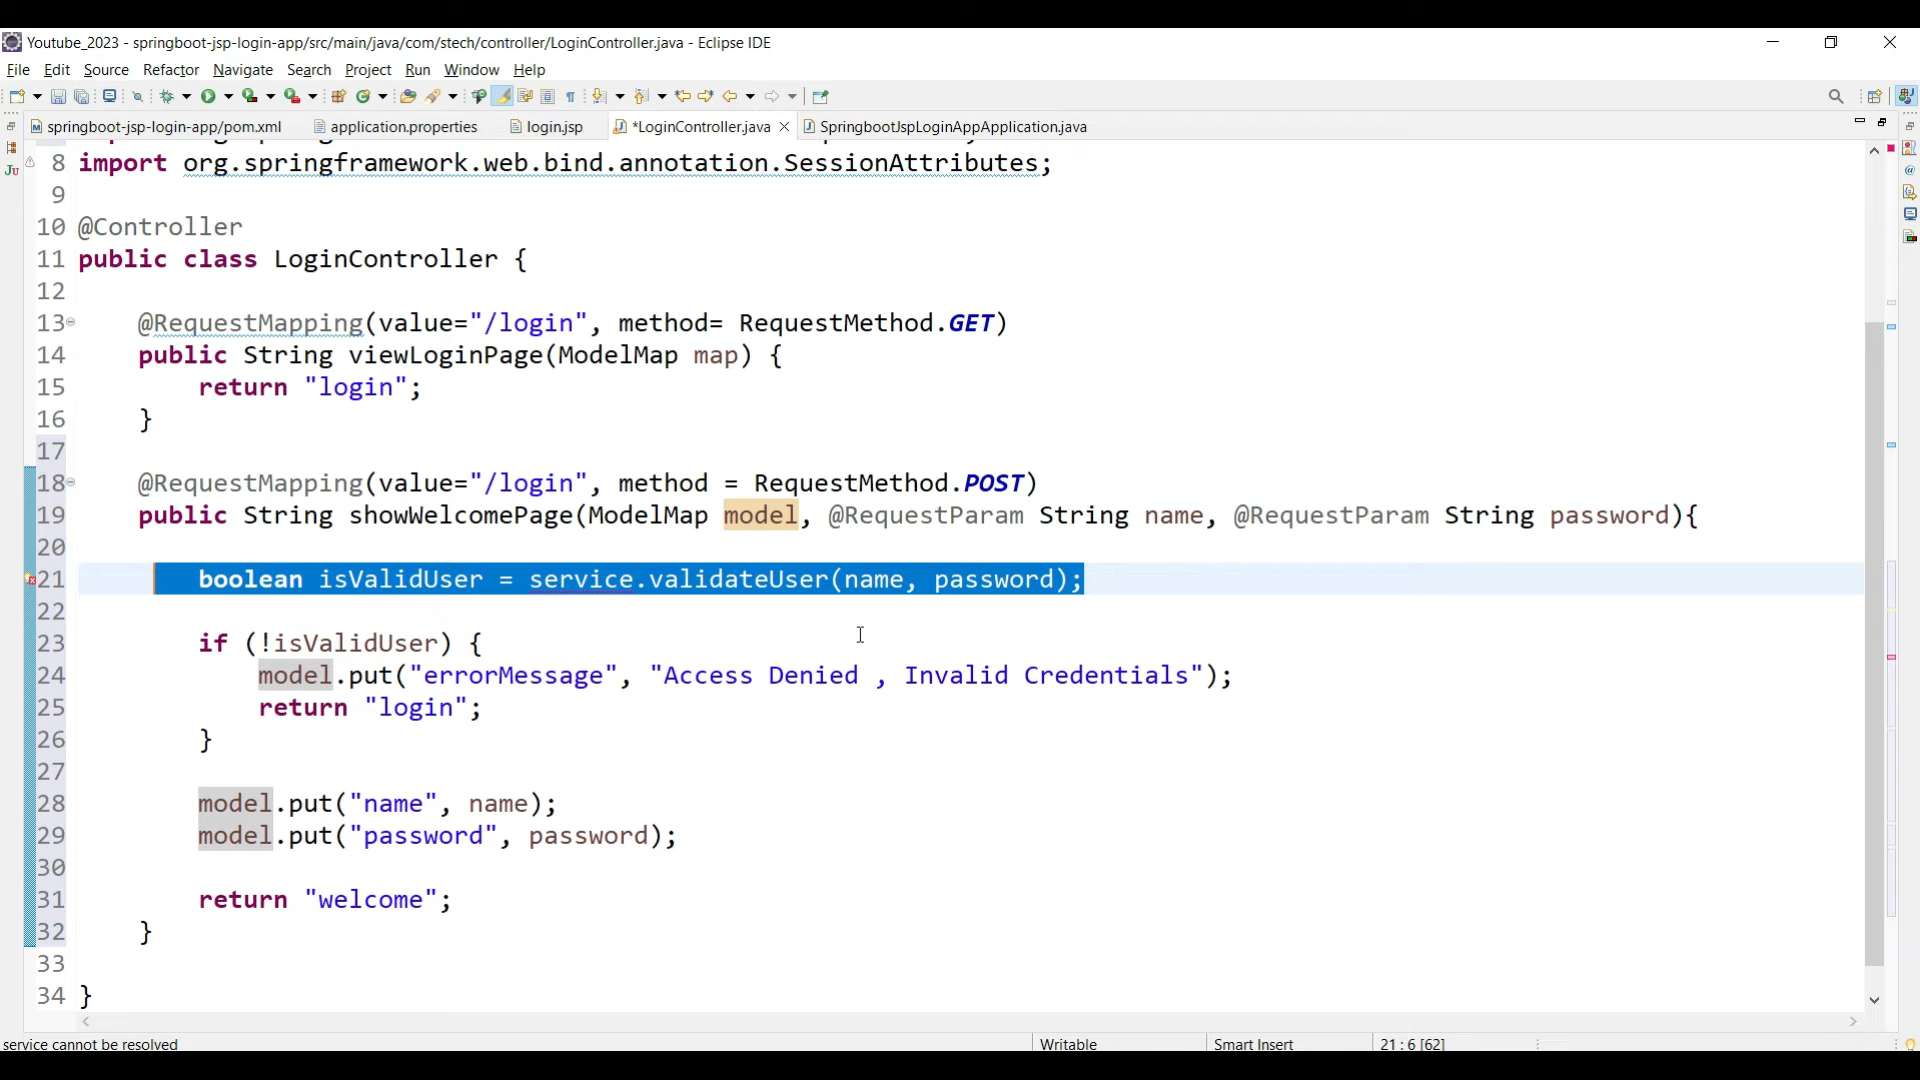 Youtube_2023 - springboot-jsp-login-app/src/main/java/com/stech/controller/LoginController.java - Eclipse IDE
File Edit Source Refactor Navigate Search Project Run Window Help
springboot-jsp-login-app/pom.xml application.properties login.jsp *LoginController.java SpringbootJspLoginAppApplication.java
8 import org.springframework.web.bind.annotation.SessionAttributes;
9
10 @Controller
11 public class LoginController {
12
13 @RequestMapping(value="/login", method= RequestMethod.GET)
14 public String viewLoginPage(ModelMap map) {
15 return "login";
16 }
17
18 @RequestMapping(value="/login", method = RequestMethod.POST)
19 public String showWelcomePage(ModelMap model, @RequestParam String name, @RequestParam String password){
20
21 boolean isValidUser = service.validateUser(name, password);
22
23 if (!isValidUser) {
24 model.put("errorMessage", "Access Denied , Invalid Credentials");
25 return "login";
26 }
27
28 model.put("name", name);
29 model.put("password", password);
30
31 return "welcome";
32 }
33
34 }
service cannot be resolved Writable Smart Insert 21 : 6 [62]